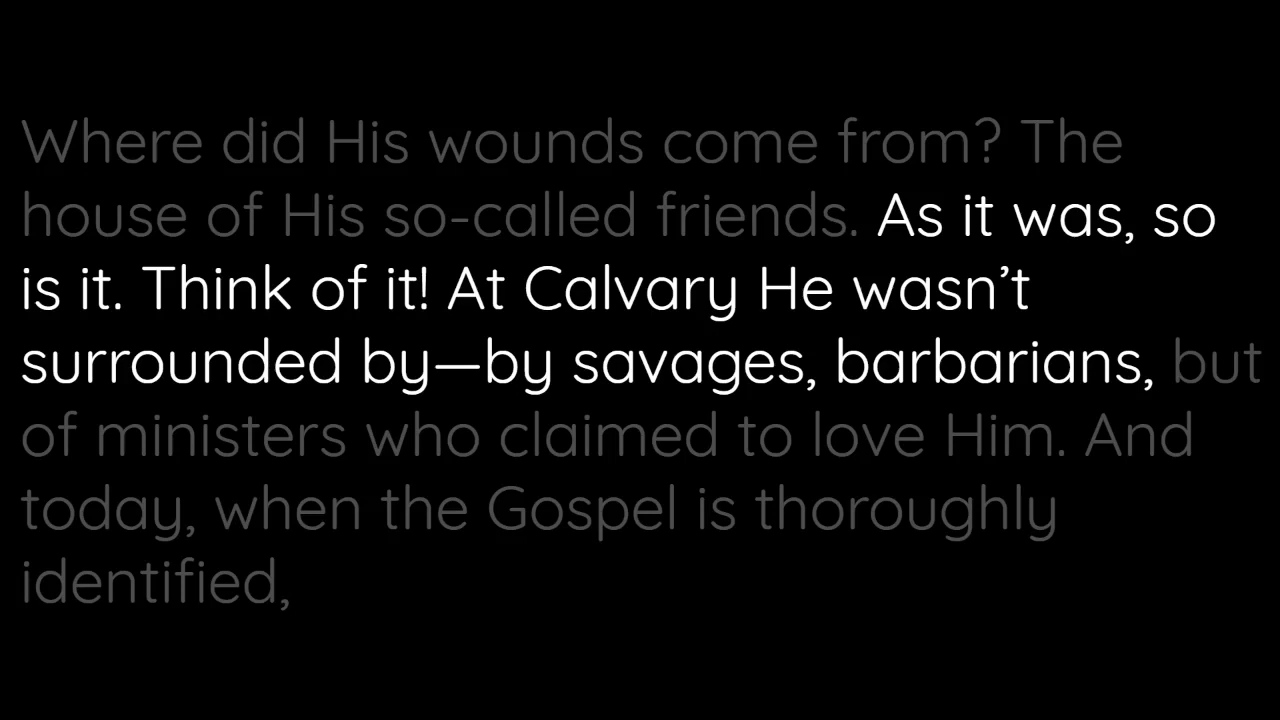 Where did His wounds come from? The
house of His so-called friends. As it was, so
is it. Think of it! At Calvary He wasn’t
surrounded by—by savages, barbarians, but
of ministers who claimed to love Him. And
today, when the Gospel is thoroughly
identified,